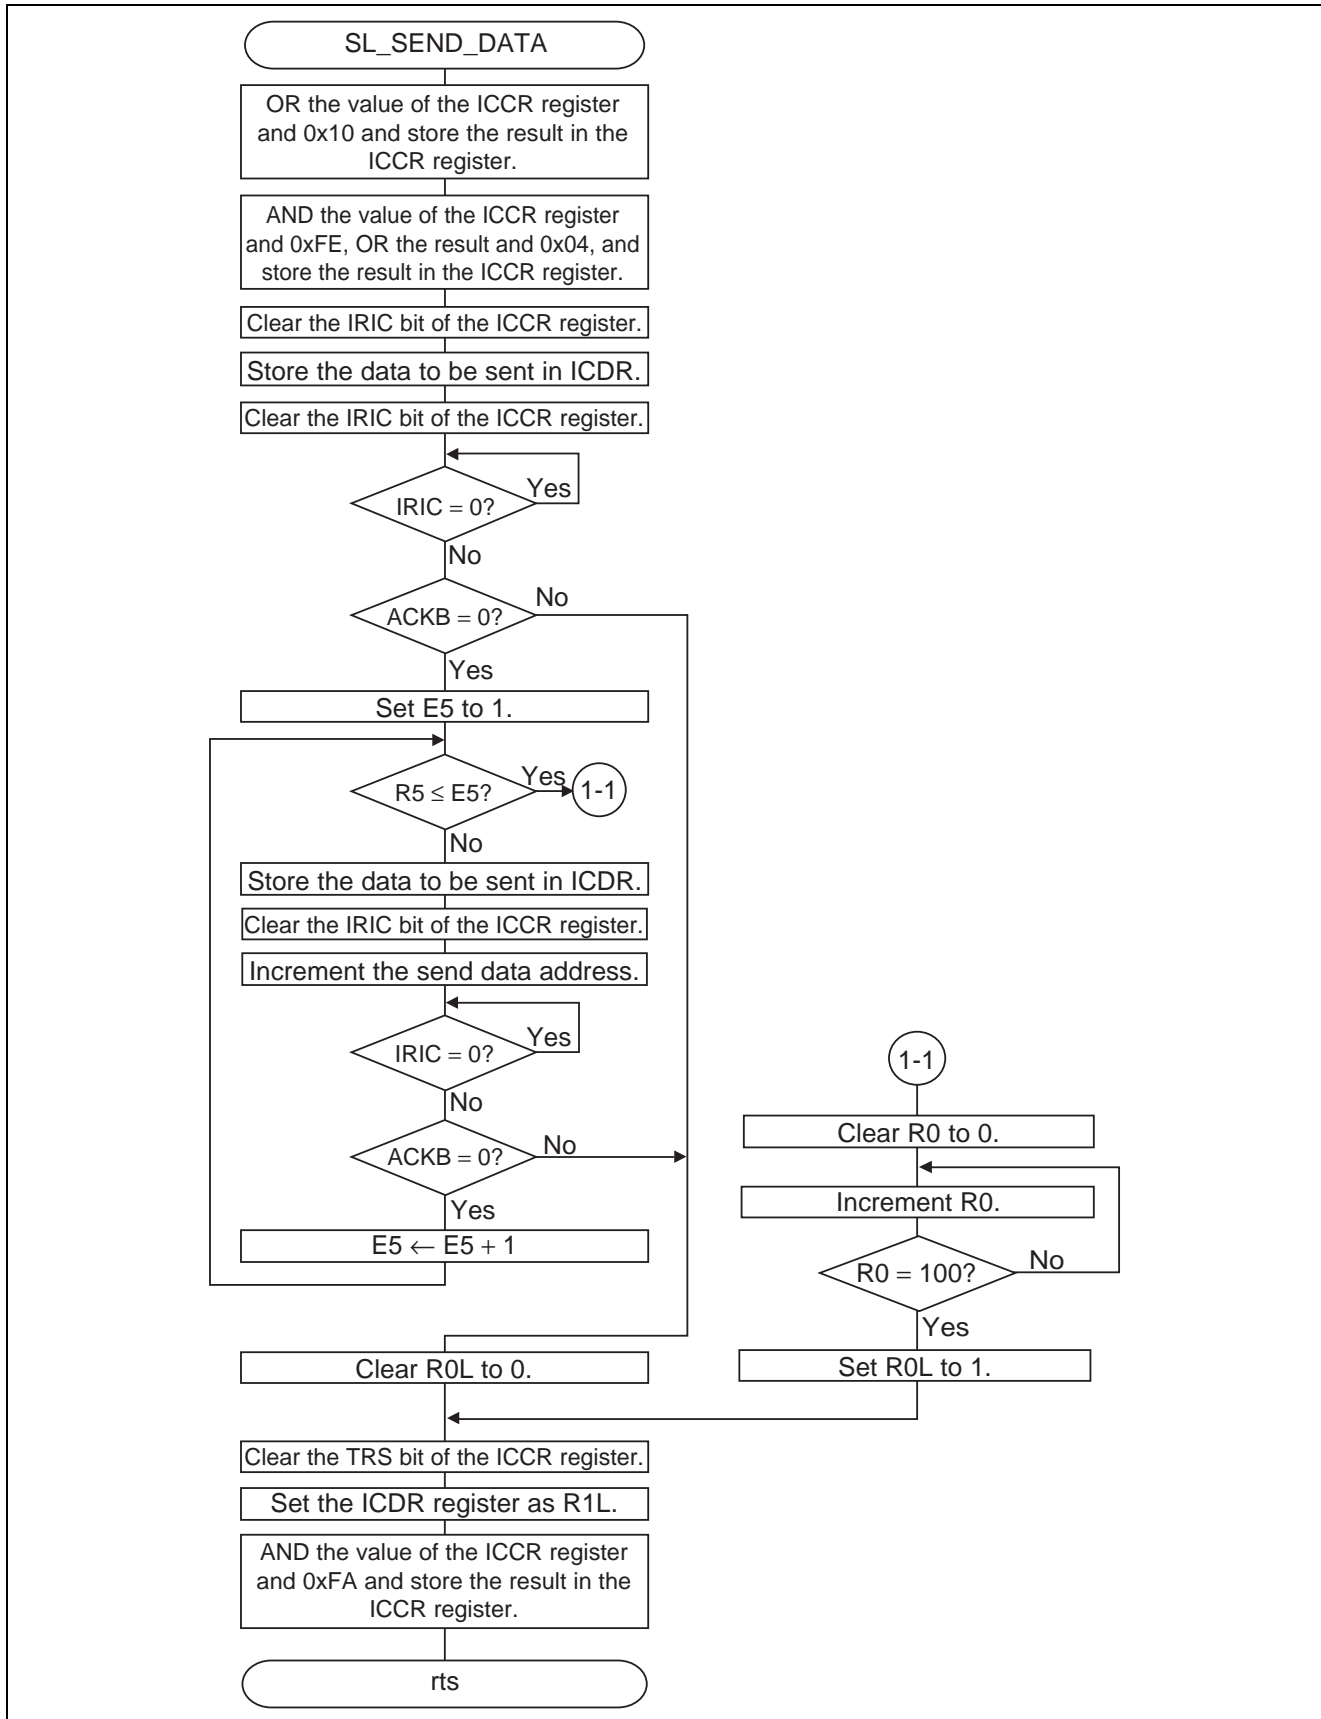 SL_SEND_DATA
OR the value of the ICCR register
and 0x10 and store the result in the
ICCR register.
AND the value of the ICCR register
and 0xFE, OR the result and 0x04, and
store the result in the ICCR register.
Clear the IRIC bit of the ICCR register.
Store the data to be sent in ICDR.
Clear the IRIC bit of the ICCR register.
IRIC = 0?
Yes
No
ACKB = 0?
No
Yes
Set E5 to 1.
R5 ≤ E5?
Yes
1-1
No
Store the data to be sent in ICDR.
Clear the IRIC bit of the ICCR register.
Increment the send data address.
IRIC = 0?
Yes
No
ACKB = 0?
No
Yes
E5 ← E5 + 1
1-1
Clear R0 to 0.
Increment R0.
R0 = 100?
No
Yes
Set R0L to 1.
Clear R0L to 0.
Clear the TRS bit of the ICCR register.
Set the ICDR register as R1L.
AND the value of the ICCR register
and 0xFA and store the result in the
ICCR register.
rts